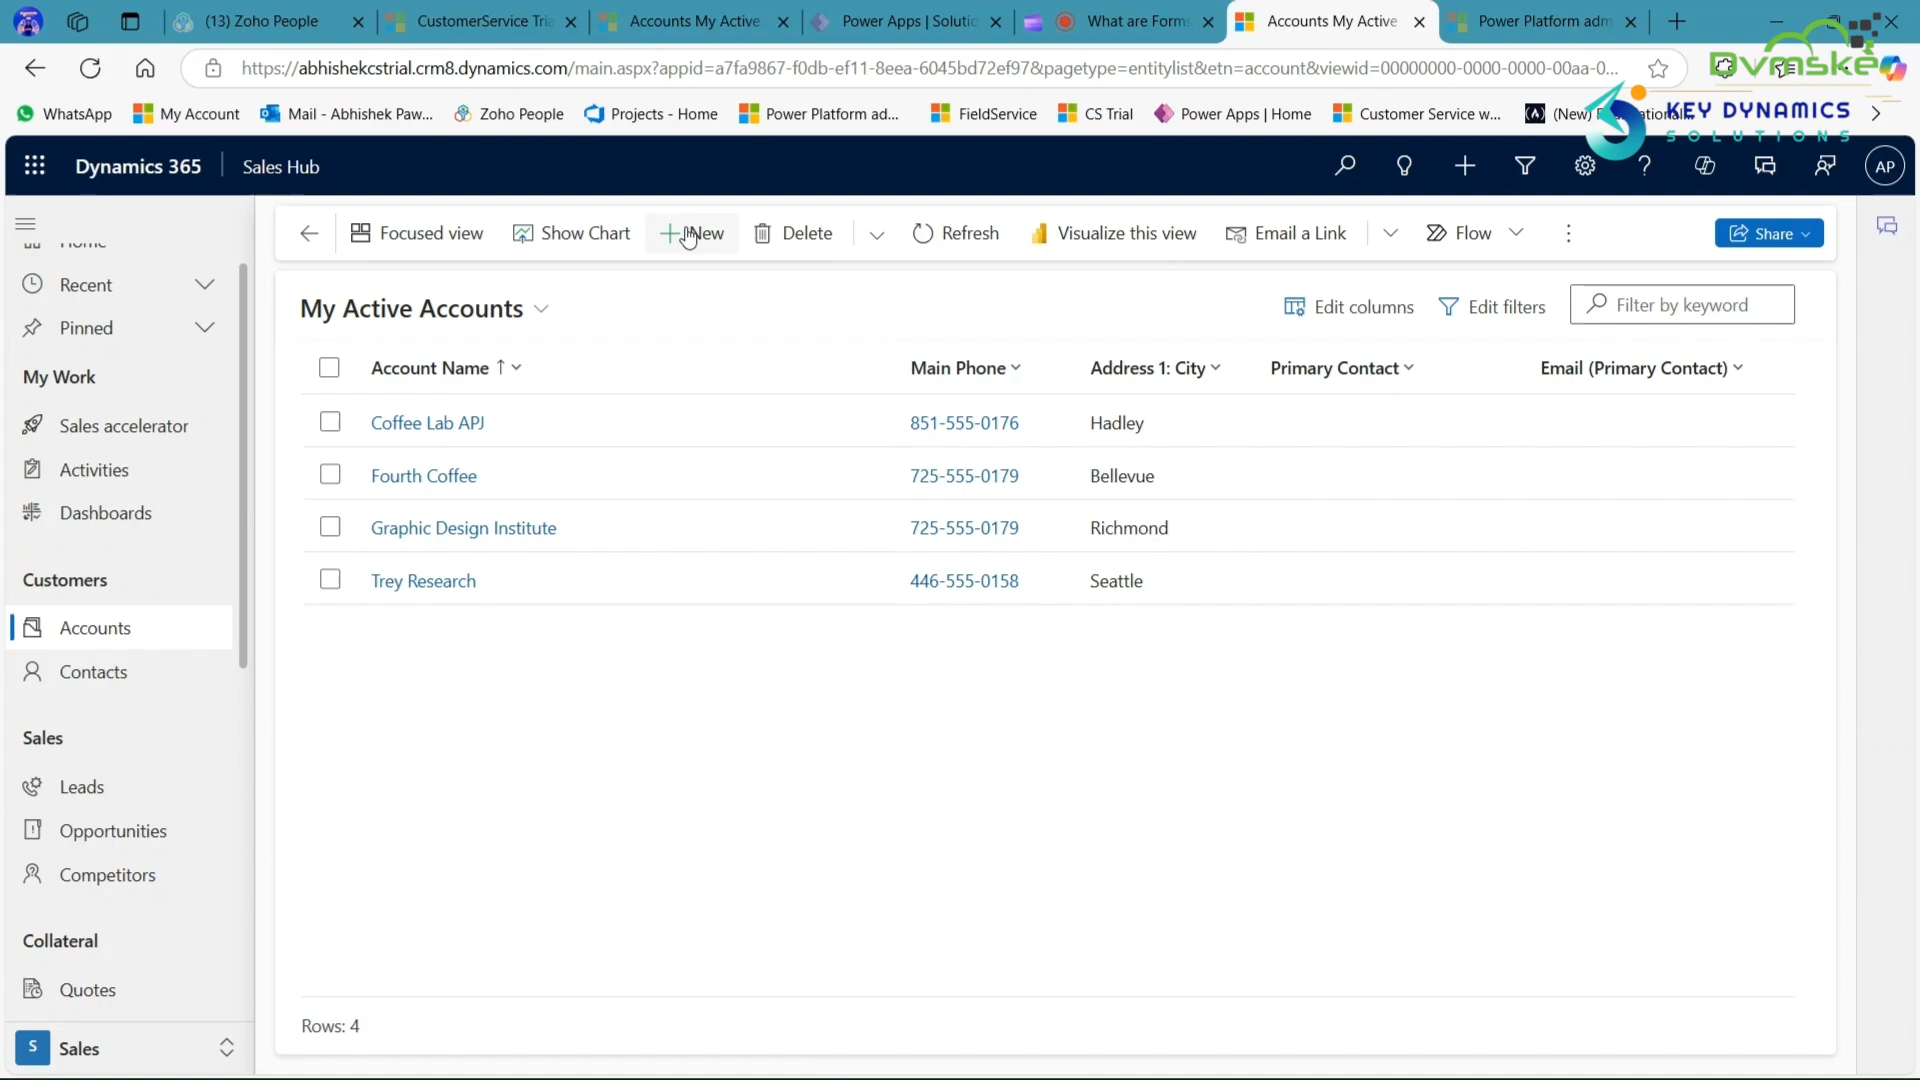 (13) Zoho People
CustomerService Tria
Accounts My Active
Power Apps | Solutio
What are Forms
Accounts My Active
Power Platform adm
https://abhishekcstrial.crm8.dynamics.com/main.aspx?appid=a7fa9867-f0db-ef11-8eea-6045bd72ef97&pagetype=entitylist&etn=account&viewid=00000000-0000-0000-00aa-0...
Dvmske
WhatsApp
My Account
Mail - Abhishek Paw...
Zoho People
Projects - Home
Power Platform ad...
FieldService
CS Trial
Power Apps | Home
Customer Service w...
(New)
KEY DYNAMICS
SOLUTIONS
Dynamics 365
Sales Hub
AP
Home
Recent
Pinned
My Work
Sales accelerator
Activities
Dashboards
Customers
Accounts
Contacts
Sales
Leads
Opportunities
Competitors
Collateral
Quotes
S
Sales
Focused view
Show Chart
New
Delete
Refresh
Visualize this view
Email a Link
Flow
Share
My Active Accounts
Edit columns
Edit filters
Filter by keyword
Account Name
Main Phone
Address 1: City
Primary Contact
Email (Primary Contact)
Coffee Lab APJ
851-555-0176
Hadley
Fourth Coffee
725-555-0179
Bellevue
Graphic Design Institute
725-555-0179
Richmond
Trey Research
446-555-0158
Seattle
Rows: 4